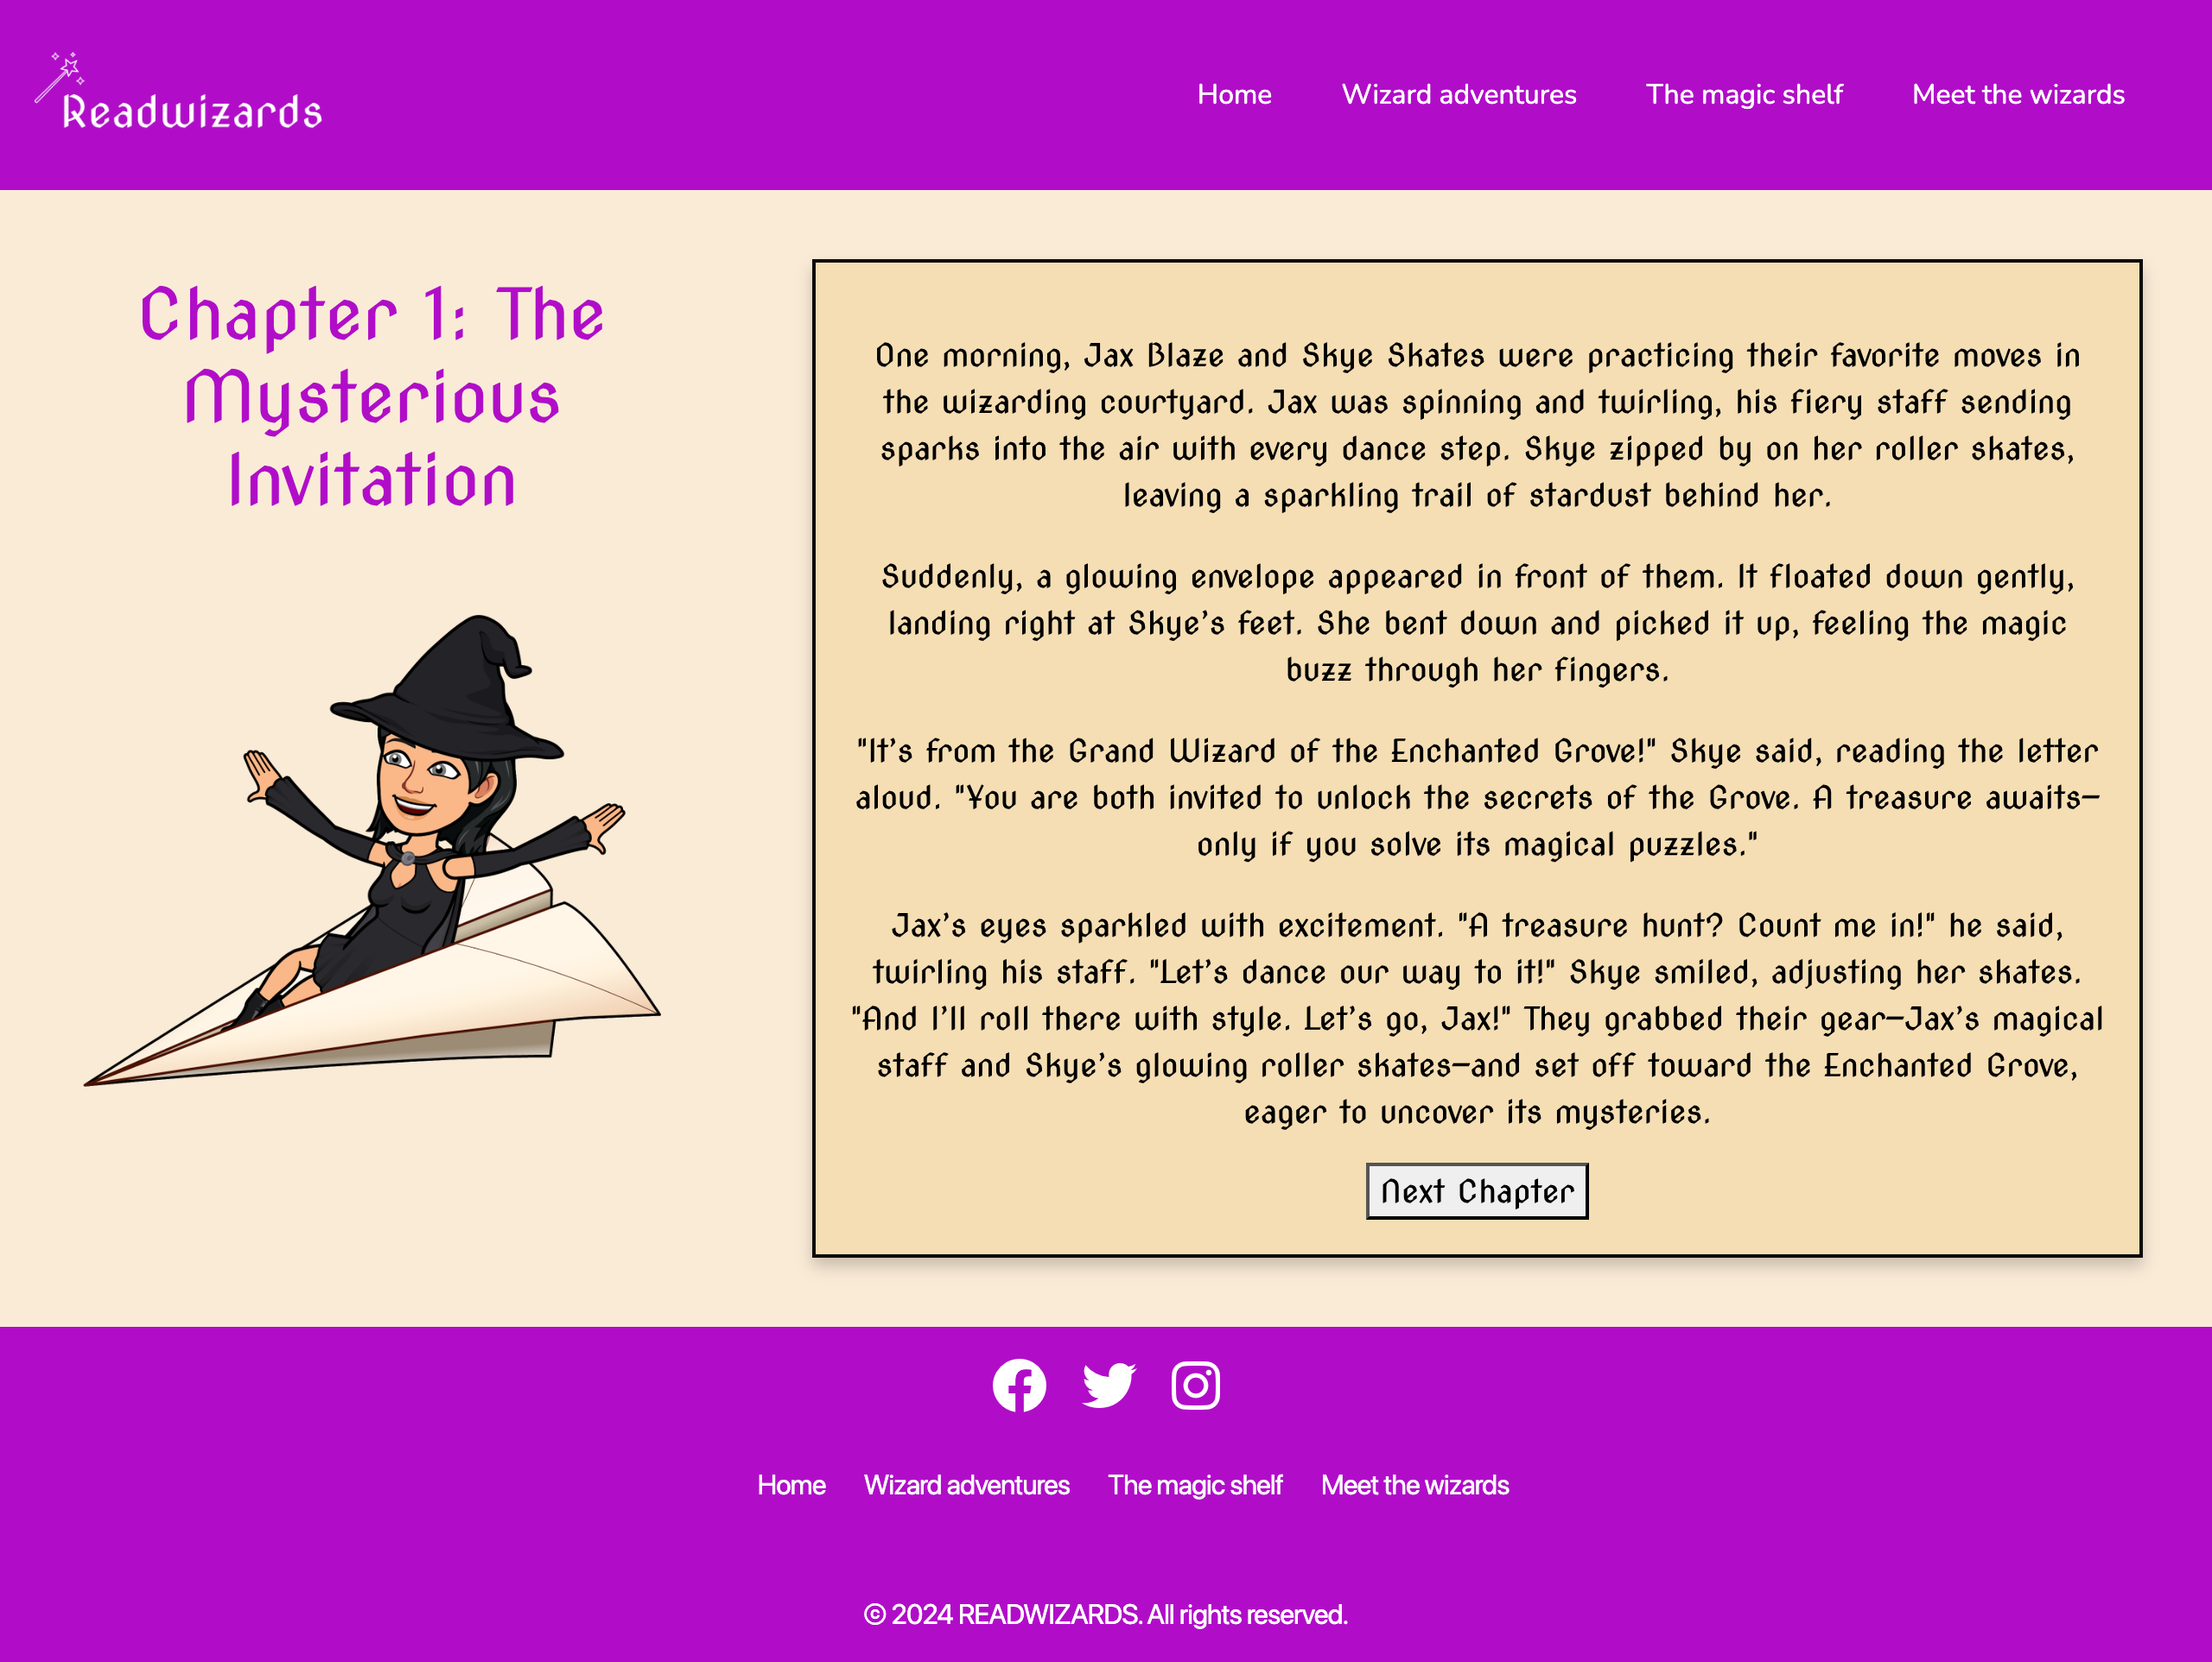 Readwizards
Home
Wizard adventures
The magic shelf
Meet the wizards
Chapter 1: The
Mysterious
Invitation
One morning, Jax Blaze and Skye Skates were practicing their favorite moves in
the wizarding courtyard. Jax was spinning and twirling, his fiery staff sending
sparks into the air with every dance step. Skye zipped by on her roller skates,
leaving a sparkling trail of stardust behind her.
Suddenly, a glowing envelope appeared in front of them. It floated down gently,
landing right at Skye's feet. She bent down and picked it up, feeling the magic
buzz through her fingers.
"It's from the Grand Wizard of the Enchanted Grove!" Skye said, reading the letter
aloud. "You are both invited to unlock the secrets of the Grove. A treasure awaits—
only if you solve its magical puzzles."
Jax's eyes sparkled with excitement. "A treasure hunt? Count me in!" he said,
twirling his staff. "Let's dance our way to it!" Skye smiled, adjusting her skates.
"And I'll roll there with style. Let's go, Jax!" They grabbed their gear—Jax's magical
staff and Skye's glowing roller skates—and set off toward the Enchanted Grove,
eager to uncover its mysteries.
Next Chapter
Home
Wizard adventures
The magic shelf
Meet the wizards
© 2024 READWIZARDS. All rights reserved.